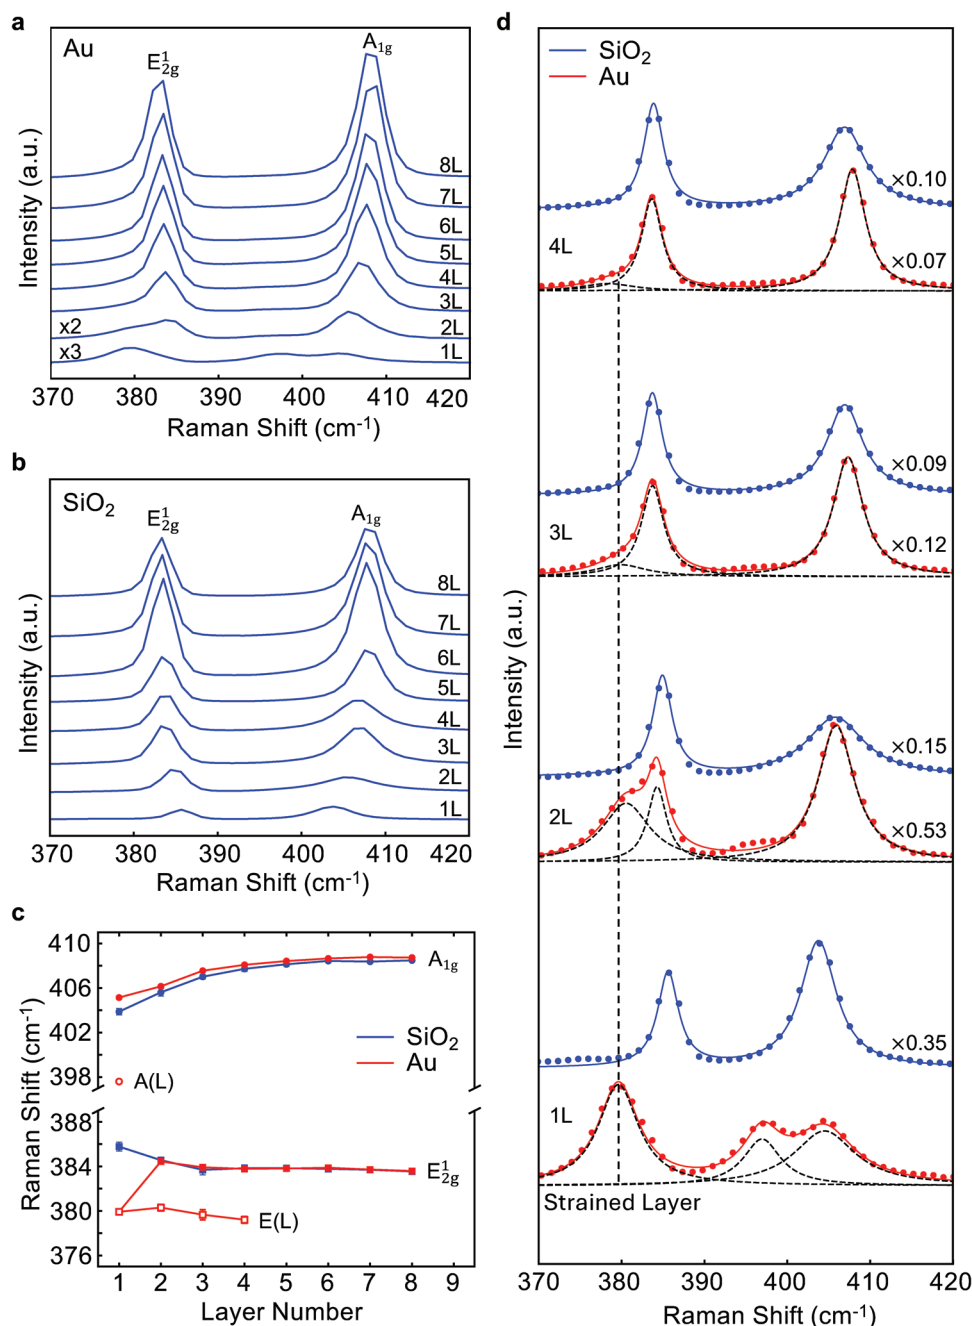 a
Au
E¹₂g
A₁g
8L
7L
6L
5L
4L
3L
x2
2L
x3
1L
370 380 390 400 410 420
Raman Shift (cm⁻¹)
Intensity (a.u.)
b
SiO₂
E¹₂g
A₁g
8L
7L
6L
5L
4L
3L
2L
1L
370 380 390 400 410 420
Raman Shift (cm⁻¹)
Intensity (a.u.)
c
410
406
402
398
388
384
380
376
A₁g
SiO₂
Au
A(L)
E¹₂g
E(L)
1 2 3 4 5 6 7 8 9
Layer Number
Raman Shift (cm⁻¹)
d
SiO₂
Au
×0.10
4L
×0.07
×0.09
3L
×0.12
×0.15
2L
×0.53
×0.35
1L
Strained Layer
370 380 390 400 410 420
Raman Shift (cm⁻¹)
Intensity (a.u.)